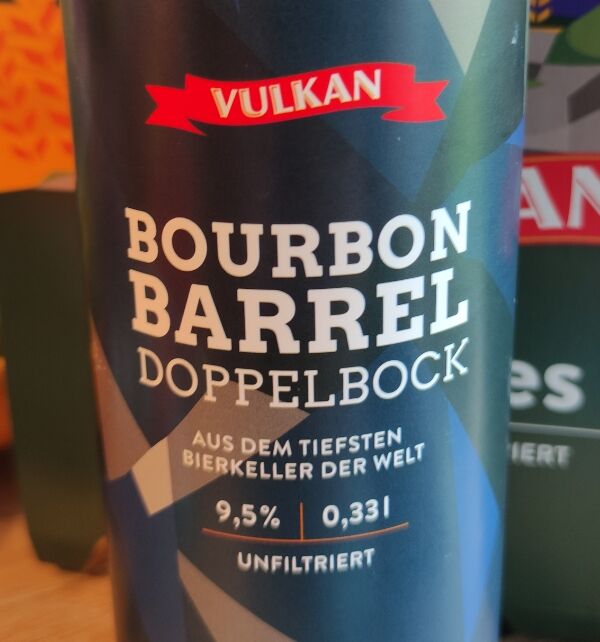 VULKAN
BOURBON
BARREL
DOPPELBOCK
AUS DEM TIEFSTEN
BIERKELLER DER WELT
9,5% 0,33l
UNFILTRIERT